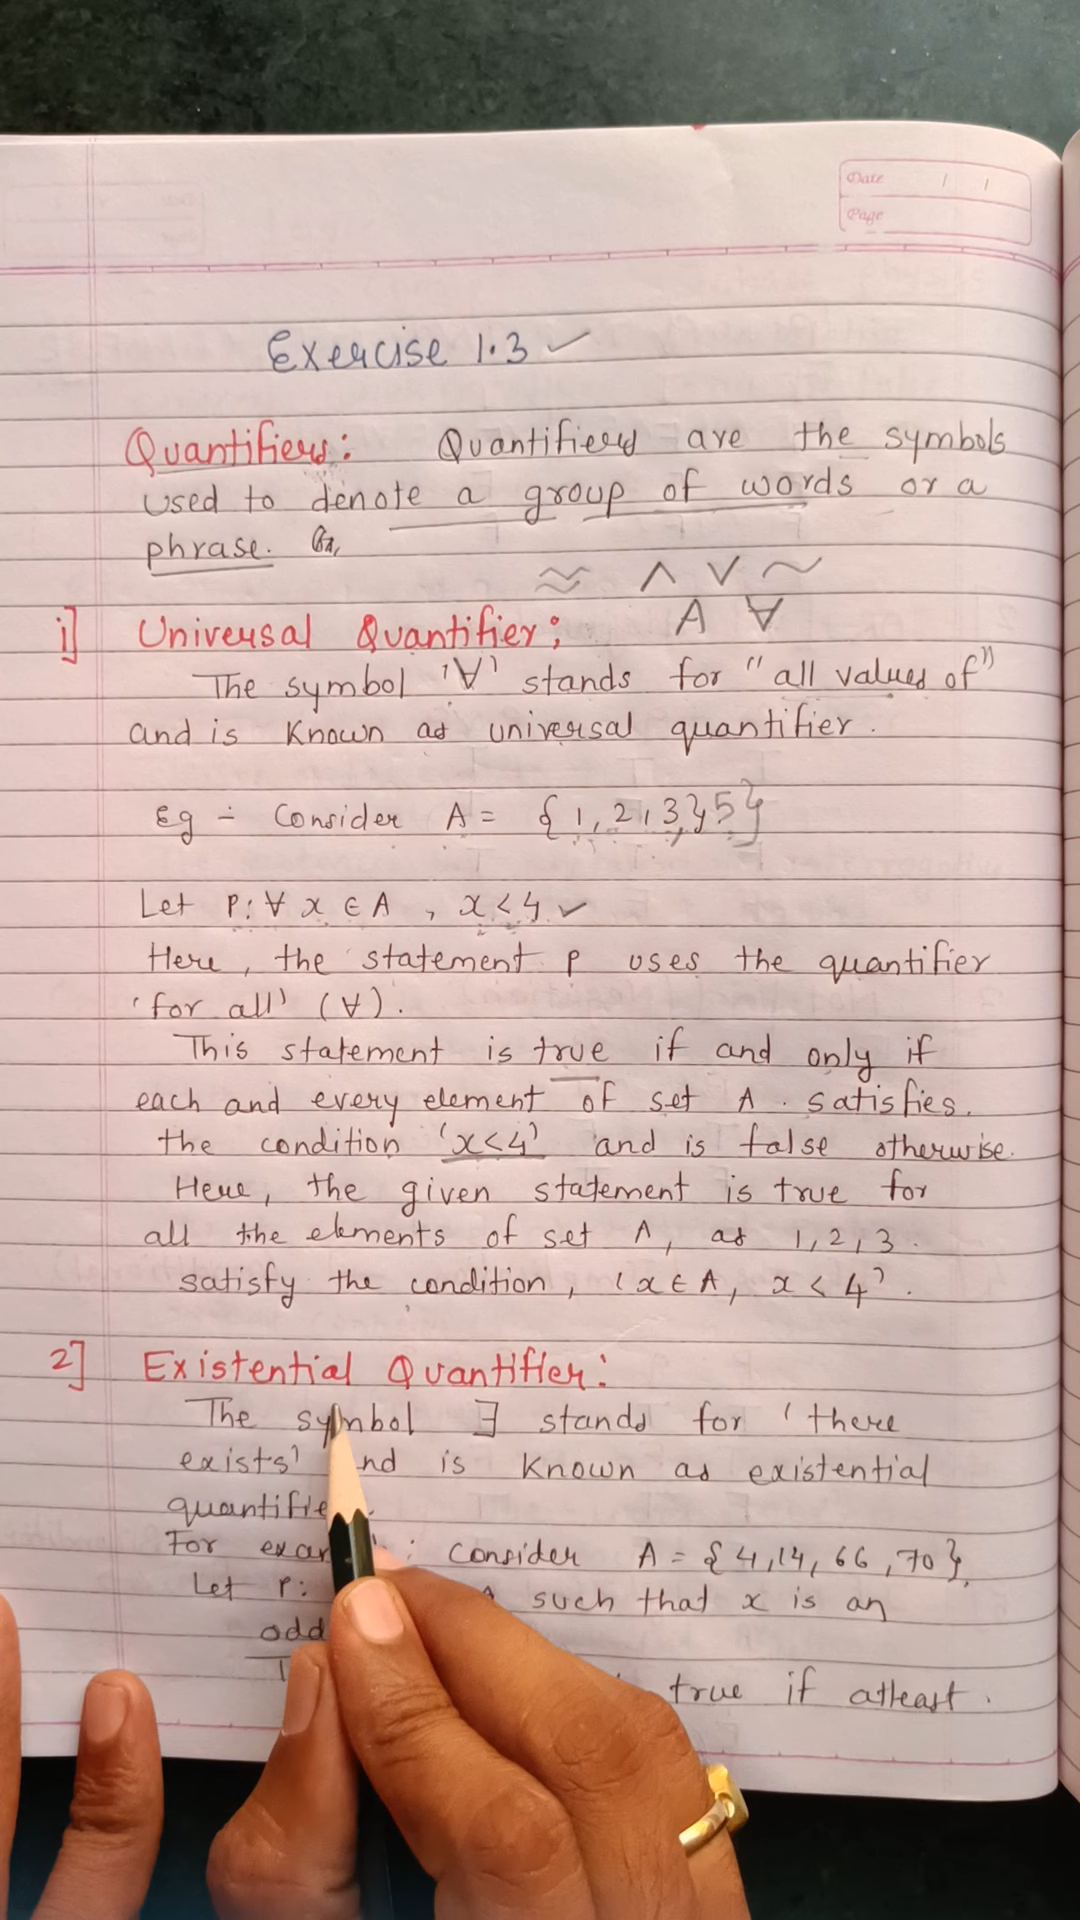 Date / /
Page
Exercise 1.3 ✓
Quantifiers: Quantifiers are the symbols
used to denote a group of words or a
phrase.
≈ ∧ ∨ ~
A ∀
i] Universal Quantifier;
The symbol '∀' stands for "all values of"
and is known as universal quantifier.
Eg ÷ Consider A = {1, 2, 3,} 5}
Let P: ∀ x ∈ A , x < 4 ✓
Here, the statement P uses the quantifier
'for all' (∀).
This statement is true if and only if
each and every element of set A. satisfies.
the condition 'x<4' and is false otherwise.
Here, the given statement is true for
all the elements of set A, as 1, 2, 3.
satisfy the condition, 'x ∈ A, x < 4'.
2] Existential Quantifier:
The symbol ∃ stands for 'there
exists' and is known as existential
For : consider A = {4, 14, 66, 70}.
Let P: such that x is an
odd
true if atleast.